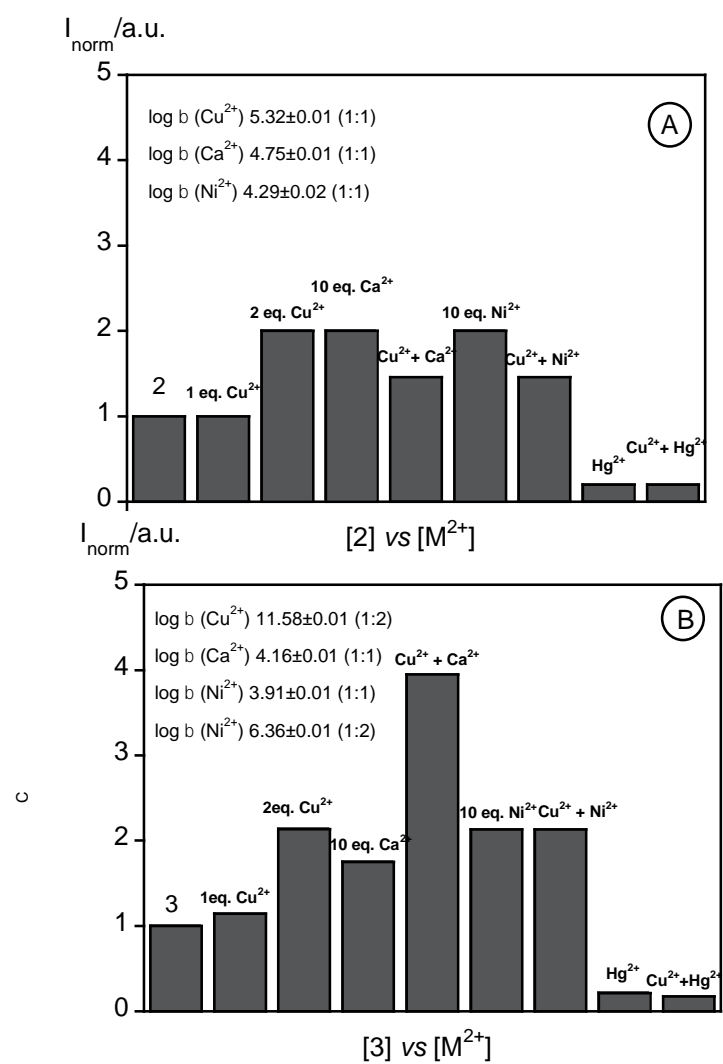 I_norm/a.u.
5
log b (Cu²⁺) 5.32±0.01 (1:1)
A
log b (Ca²⁺) 4.75±0.01 (1:1)
4
log b (Ni²⁺) 4.29±0.02 (1:1)
3
10 eq. Ca²⁺
2 eq. Cu²⁺
10 eq. Ni²⁺
2
Cu²⁺ + Ca²⁺
Cu²⁺ + Ni²⁺
2
1 eq. Cu²⁺
1
Cu²⁺ + Hg²⁺
Hg²⁺
0
[2] vs [M²⁺]
I_norm/a.u.
5
log b (Cu²⁺) 11.58±0.01 (1:2)
B
log b (Ca²⁺) 4.16±0.01 (1:1)
Cu²⁺ + Ca²⁺
4
log b (Ni²⁺) 3.91±0.01 (1:1)
log b (Ni²⁺) 6.36±0.01 (1:2)
3
c
2eq. Cu²⁺
10 eq. Ni²⁺
Cu²⁺ + Ni²⁺
2
10 eq. Ca²⁺
3
1eq. Cu²⁺
1
Hg²⁺
Cu²⁺+Hg²⁺
0
[3] vs [M²⁺]